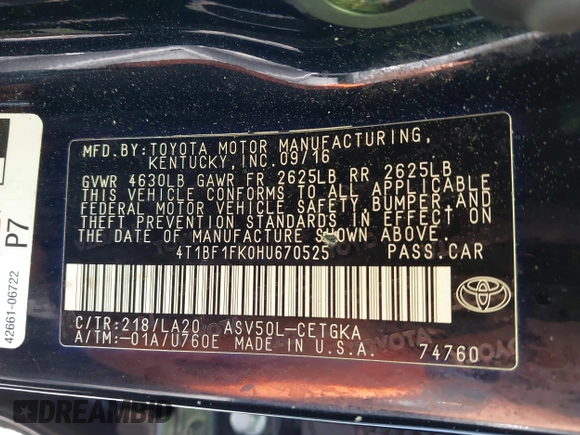 MFD.BY:TOYOTA MOTOR MANUFACTURING,
KENTUCKY,INC.09/16
GVWR 4630LB GAWR FR 2625LB RR 2625LB
THIS VEHICLE CONFORMS TO ALL APPLICABLE
FEDERAL MOTOR VEHICLE SAFETY,BUMPER,AND
THEFT PREVENTION STANDARDS IN EFFECT ON
THE DATE OF MANUFACTURE SHOWN ABOVE.
4T1BF1FK0HU670525 PASS.CAR
C/TR:218/LA20 ASV50L-CETGKA
A/TM:-01A/U760E MADE IN U.S.A. 74760
42661-06722
P7
DREAMBID